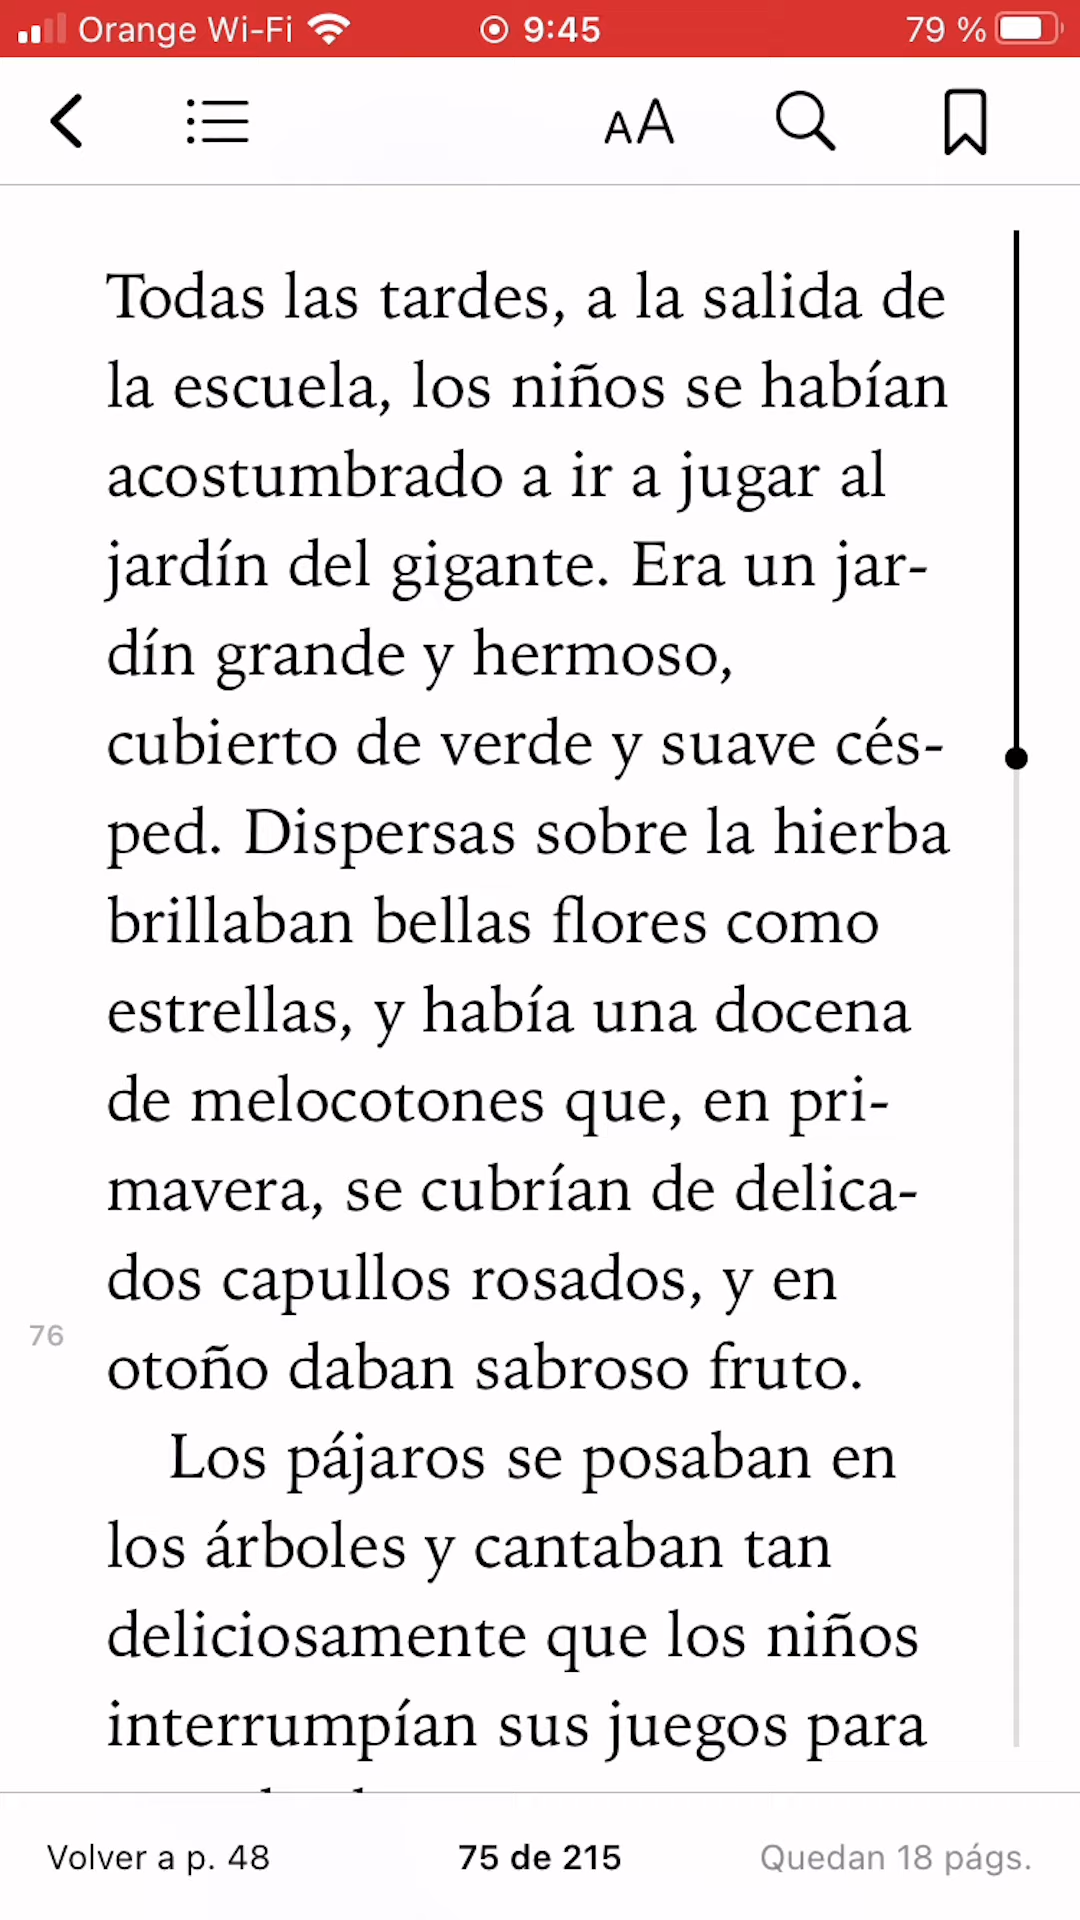 Orange Wi-Fi 9:45 79 %
AA
Todas las tardes, a la salida de
la escuela, los niños se habían
acostumbrado a ir a jugar al
jardín del gigante. Era un jar-
dín grande y hermoso,
cubierto de verde y suave cés-
ped. Dispersas sobre la hierba
brillaban bellas flores como
estrellas, y había una docena
de melocotones que, en pri-
mavera, se cubrían de delica-
dos capullos rosados, y en
76
otoño daban sabroso fruto.
Los pájaros se posaban en
los árboles y cantaban tan
deliciosamente que los niños
interrumpían sus juegos para
Volver a p. 48 75 de 215 Quedan 18 págs.